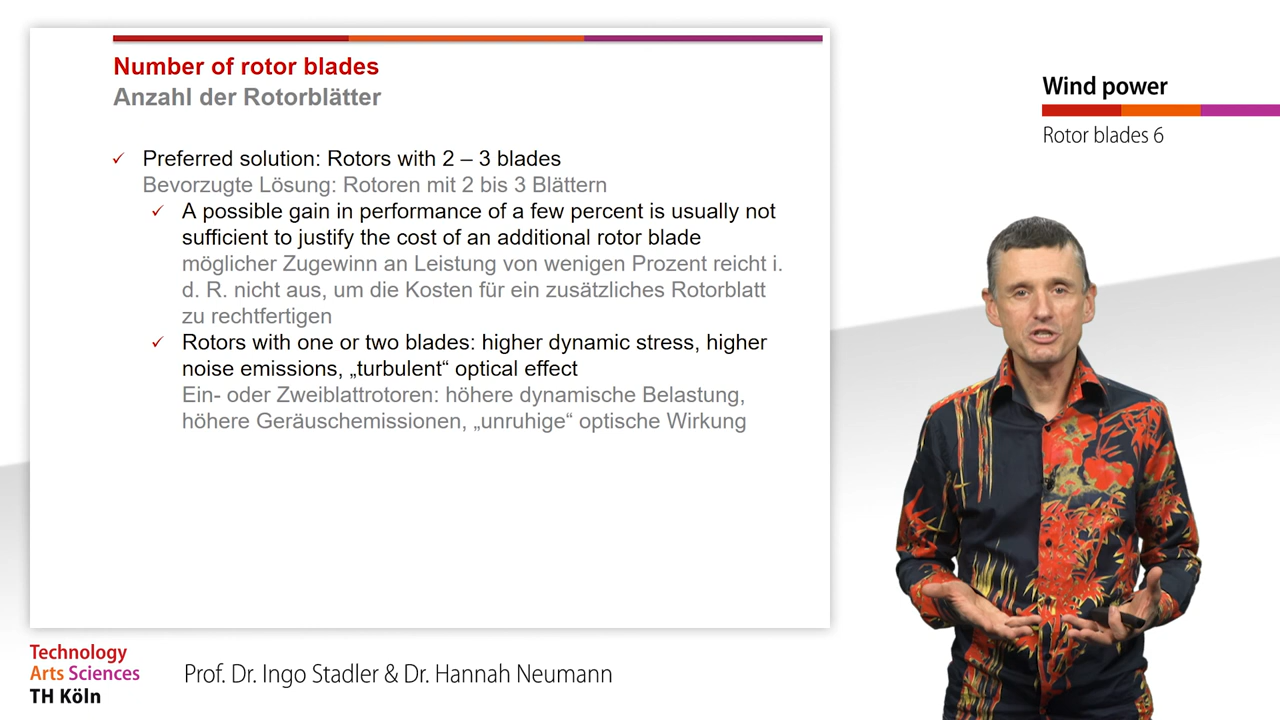 Number of rotor blades
Anzahl der Rotorblätter
✓ Preferred solution: Rotors with 2 – 3 blades
Bevorzugte Lösung: Rotoren mit 2 bis 3 Blättern
✓ A possible gain in performance of a few percent is usually not
sufficient to justify the cost of an additional rotor blade
möglicher Zugewinn an Leistung von wenigen Prozent reicht i.
d. R. nicht aus, um die Kosten für ein zusätzliches Rotorblatt
zu rechtfertigen
✓ Rotors with one or two blades: higher dynamic stress, higher
noise emissions, „turbulent“ optical effect
Ein- oder Zweiblattrotoren: höhere dynamische Belastung,
höhere Geräuschemissionen, „unruhige“ optische Wirkung
Wind power
Rotor blades 6
Technology
Arts Sciences
TH Köln
Prof. Dr. Ingo Stadler & Dr. Hannah Neumann